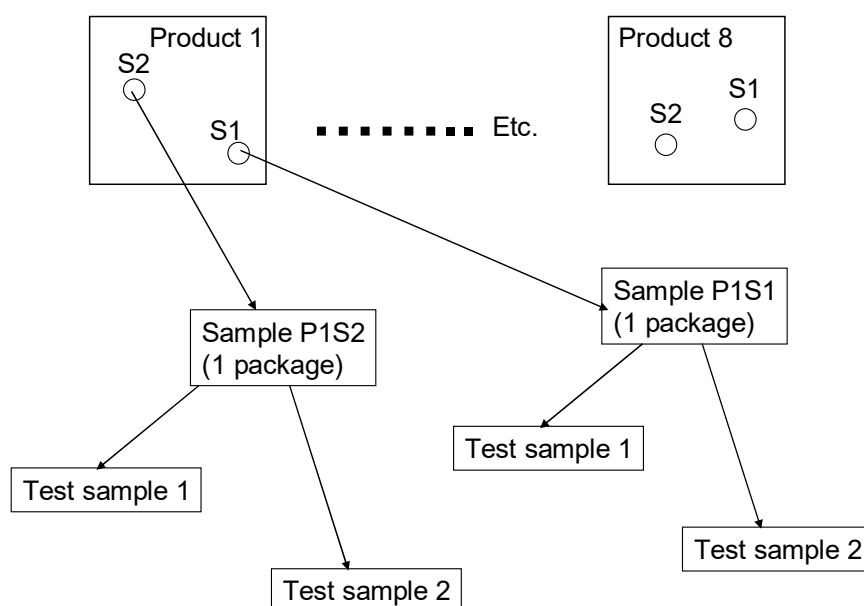 Product 1
S2
S1
Etc.
Product 8
S1
S2
Sample P1S2
(1 package)
Sample P1S1
(1 package)
Test sample 1
Test sample 2
Test sample 1
Test sample 2